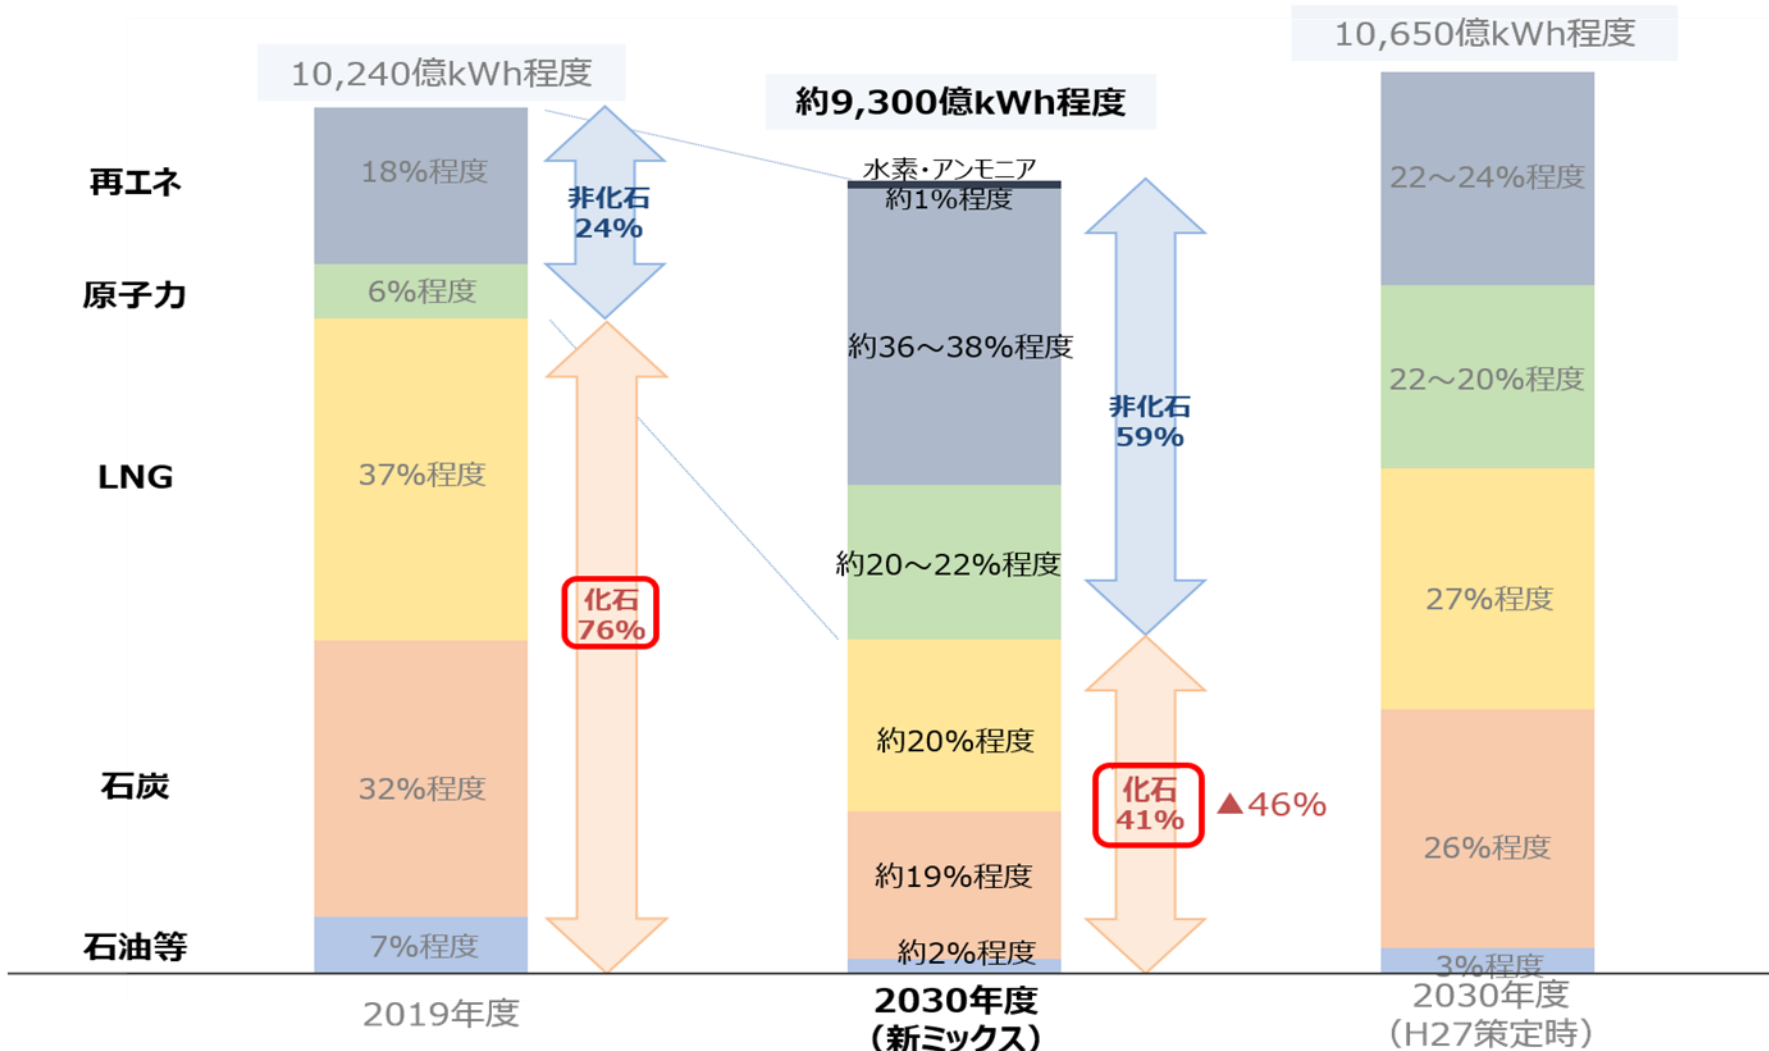 10,240億kWh程度
約9,300億kWh程度
10,650億kWh程度
再エネ
原子力
LNG
石炭
石油等
18%程度
6%程度
37%程度
32%程度
7%程度
2019年度
非化石
24%
化石
76%
水素・アンモニア
約1%程度
約36～38%程度
約20～22%程度
約20%程度
約19%程度
約2%程度
2030年度
（新ミックス）
非化石
59%
化石
41%
▲46%
22～24%程度
22～20%程度
27%程度
26%程度
3%程度
2030年度
（H27策定時）